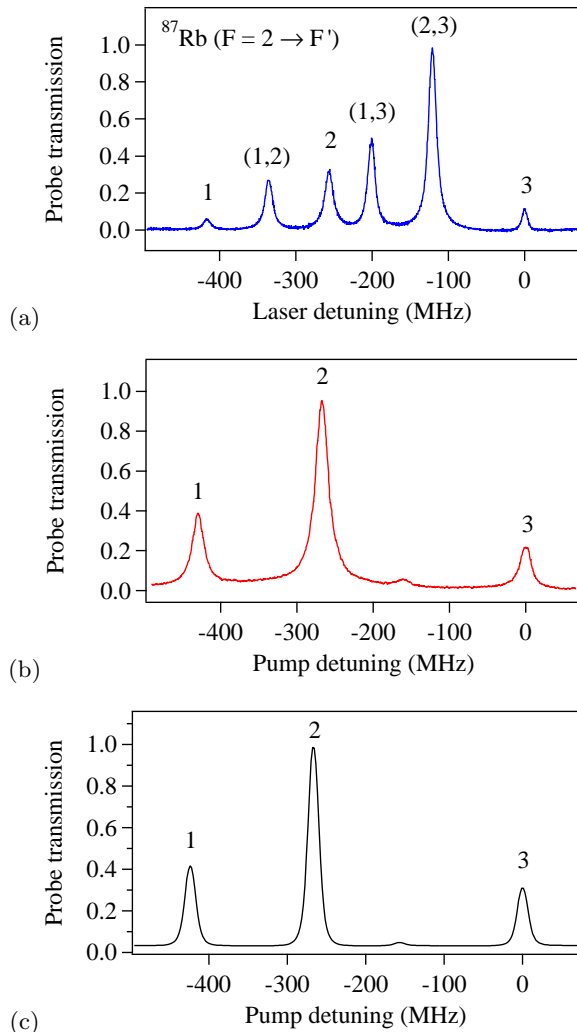 ⁸⁷Rb (F = 2 → F')
(2,3)
1.0
0.8
0.6
0.4
0.2
0.0
Probe transmission
1
(1,2)
2
(1,3)
3
-400 -300 -200 -100 0
Laser detuning (MHz)
(a)
2
1.0
0.8
0.6
0.4
0.2
0.0
Probe transmission
1
3
-400 -300 -200 -100 0
Pump detuning (MHz)
(b)
2
1.0
0.8
0.6
0.4
0.2
0.0
Probe transmission
1
3
-400 -300 -200 -100 0
Pump detuning (MHz)
(c)